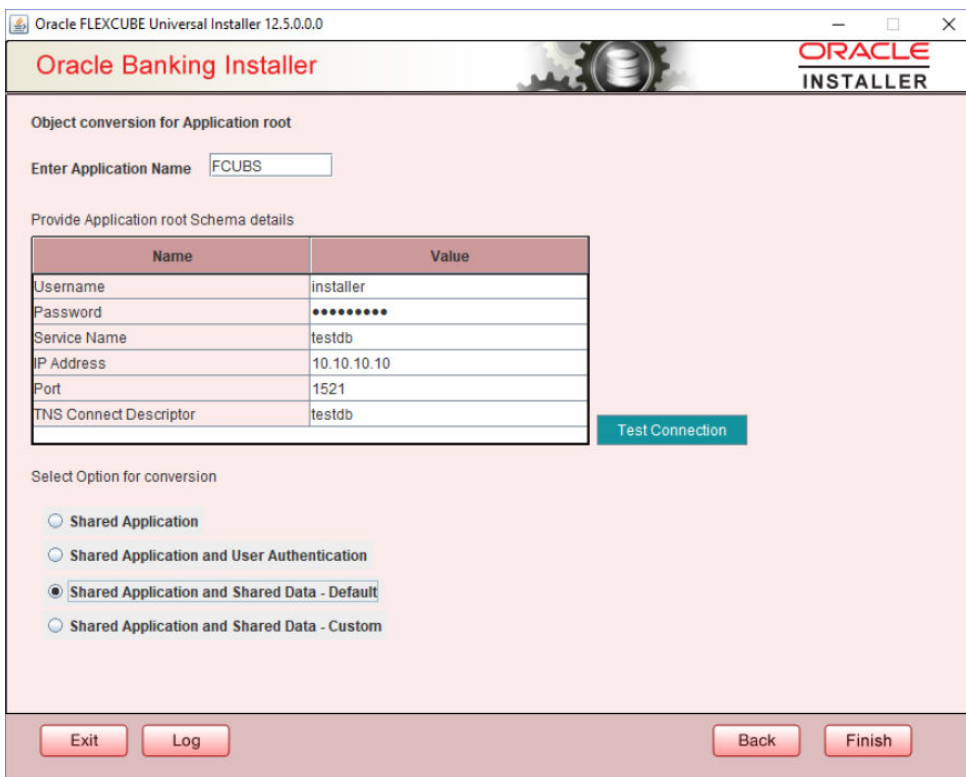 Oracle FLEXCUBE Universal Installer 12.5.0.0.0
Oracle Banking Installer
ORACLE
INSTALLER
Object conversion for Application root
Enter Application Name FCUBS
Provide Application root Schema details
Name Value
Username installer
Password •••••••••
Service Name testdb
IP Address 10.10.10.10
Port 1521
TNS Connect Descriptor testdb
Test Connection
Select Option for conversion
Shared Application
Shared Application and User Authentication
Shared Application and Shared Data - Default
Shared Application and Shared Data - Custom
Exit Log Back Finish